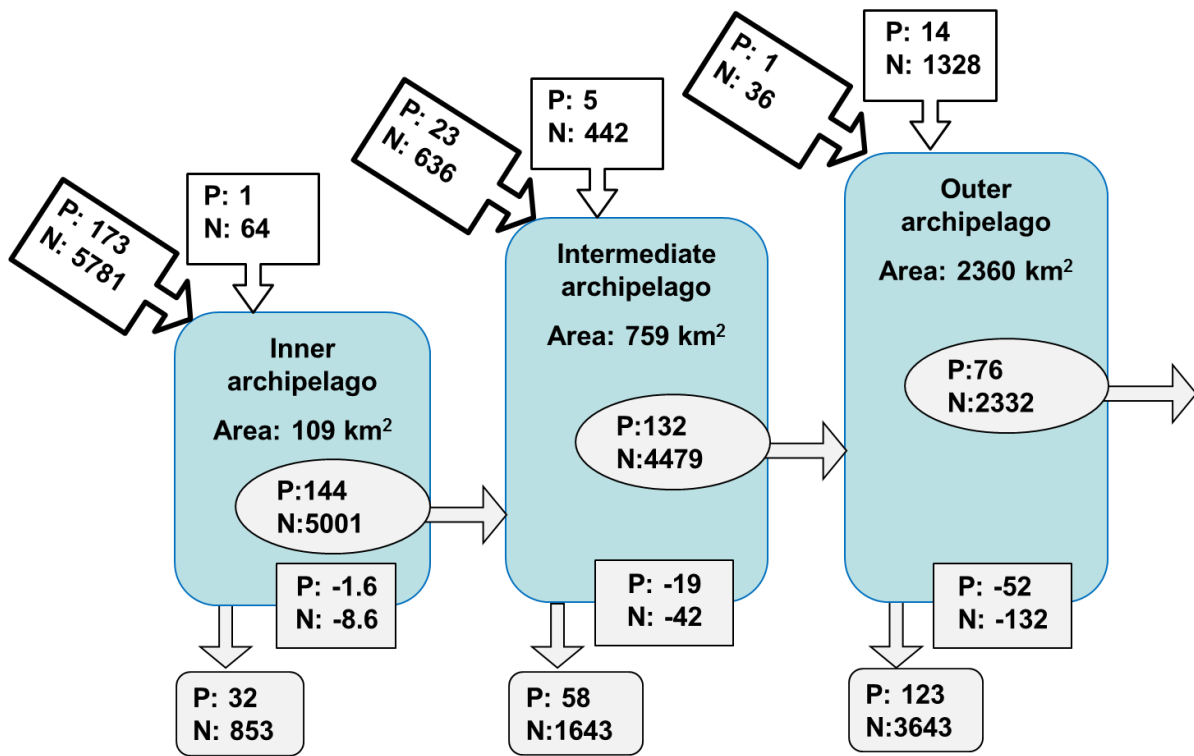 P: 173
N: 5781
P: 1
N: 64
Inner
archipelago
Area: 109 km²
P:144
N:5001
P: -1.6
N: -8.6
P: 32
N: 853
P: 23
N: 636
P: 5
N: 442
Intermediate
archipelago
Area: 759 km²
P:132
N:4479
P: -19
N: -42
P: 58
N:1643
P: 1
N: 36
P: 14
N: 1328
Outer
archipelago
Area: 2360 km²
P:76
N:2332
P: -52
N: -132
P: 123
N:3643